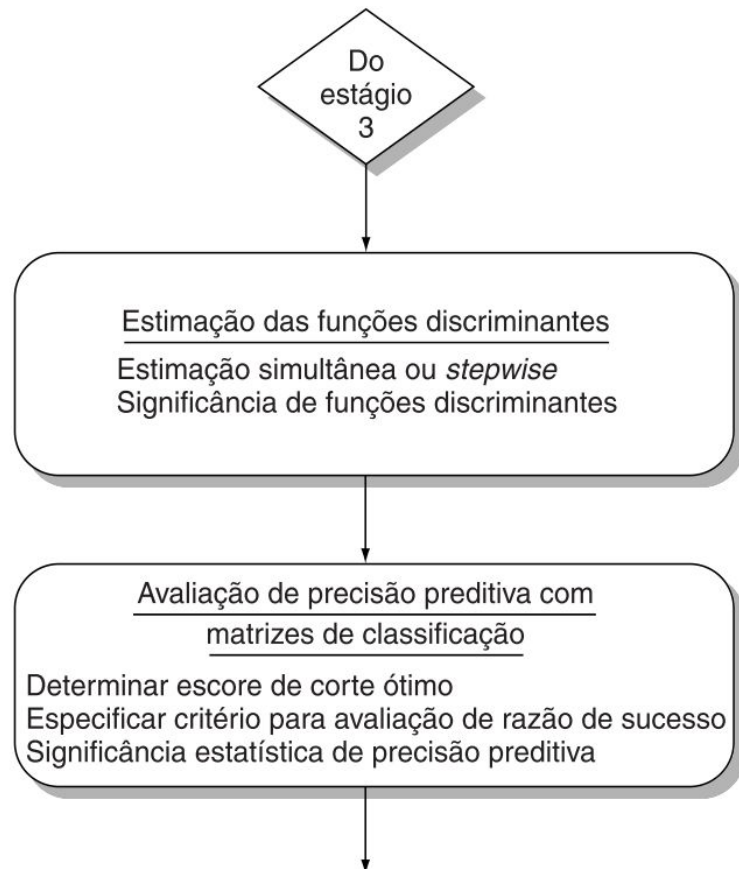 Do
estágio
3
Estimação das funções discriminantes
Estimação simultânea ou stepwise
Significância de funções discriminantes
Avaliação de precisão preditiva com
matrizes de classificação
Determinar escore de corte ótimo
Especificar critério para avaliação de razão de sucesso
Significância estatística de precisão preditiva